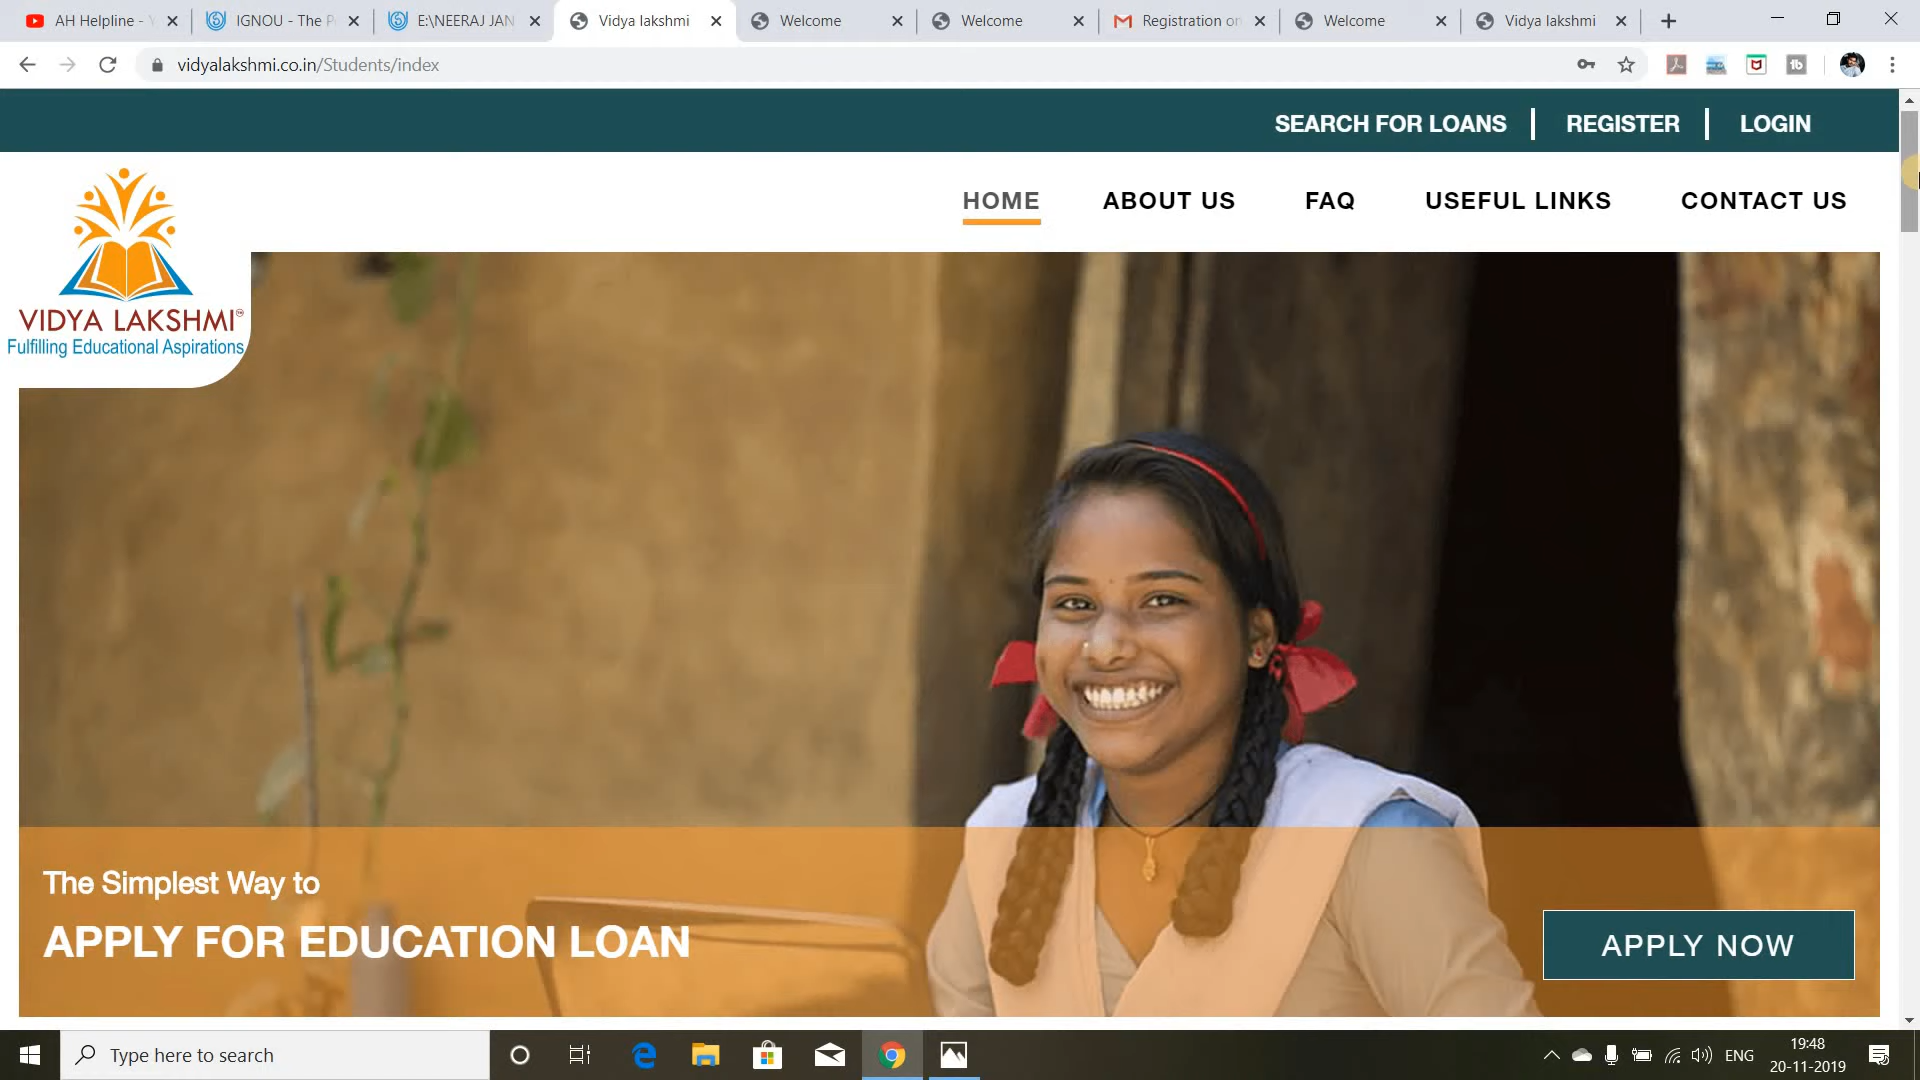 AH Helpline - Y
IGNOU - The P
E:\NEERAJ JAN
Vidya lakshmi
Welcome
Welcome
Registration on
Welcome
Vidya lakshmi
vidyalakshmi.co.in/Students/index
SEARCH FOR LOANS
REGISTER
LOGIN
HOME
ABOUT US
FAQ
USEFUL LINKS
CONTACT US
VIDYA LAKSHMI™
Fulfilling Educational Aspirations
The Simplest Way to
APPLY FOR EDUCATION LOAN
APPLY NOW
Type here to search
ENG
19:48
20-11-2019